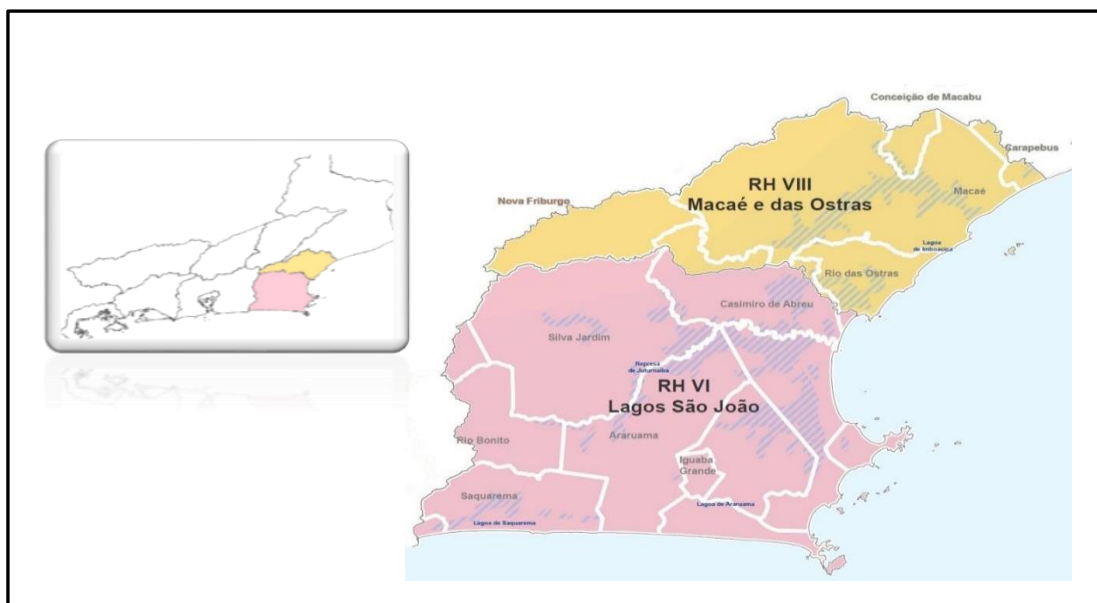 Conceição de Macabu
Carapebus
RH VIII
Macaé e das Ostras
Macaé
Nova Friburgo
Lagoa
de Imboacica
Rio das Ostras
Casimiro de Abreu
Silva Jardim
Represa
de Juturnaíba
RH VI
Lagos São João
Araruama
Rio Bonito
Iguaba
Grande
Saquarema
Lagoa de Araruama
Lagoa de Saquarema